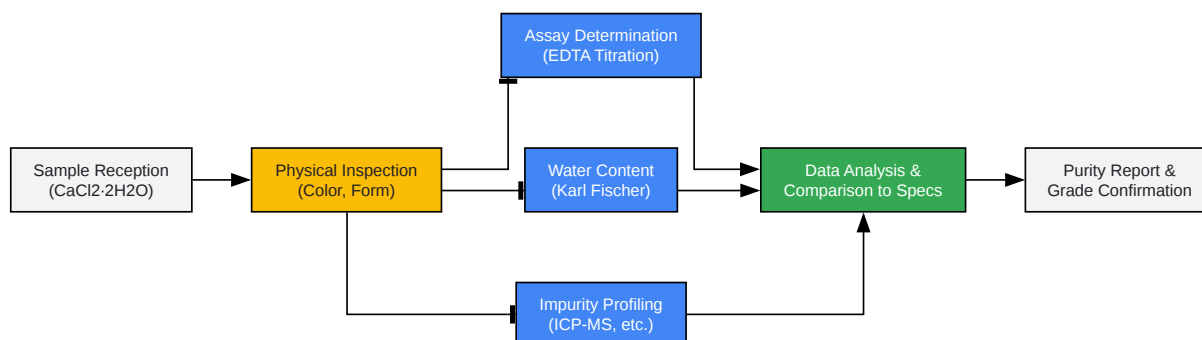 Assay Determination
(EDTA Titration)
Sample Reception
(CaCl2·2H2O)
Physical Inspection
(Color, Form)
Water Content
(Karl Fischer)
Data Analysis &
Comparison to Specs
Purity Report &
Grade Confirmation
Impurity Profiling
(ICP-MS, etc.)